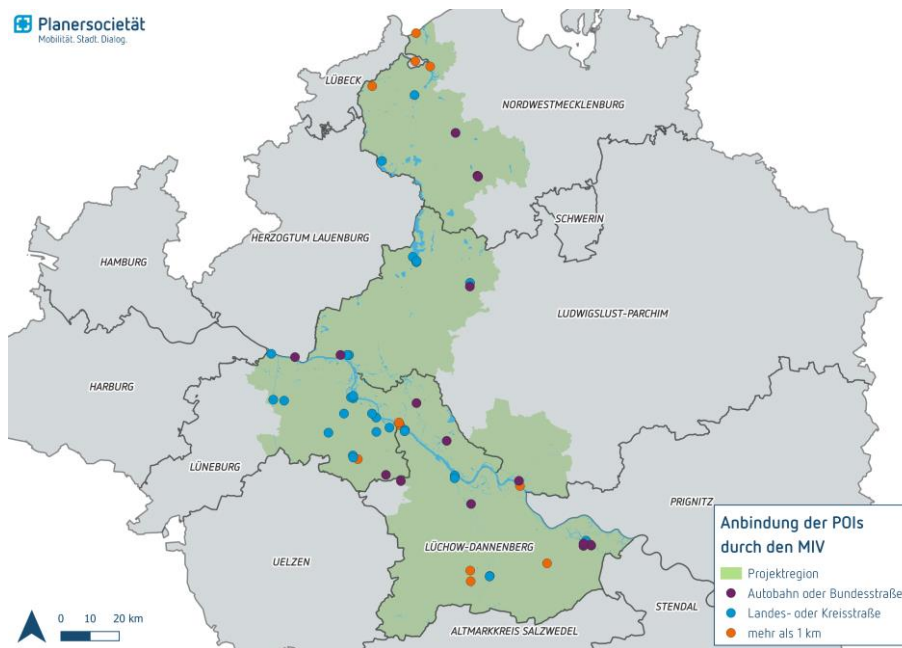 Planersocietät
Mobilität. Stadt. Dialog.
LÜBECK
NORDWESTMECKLENBURG
SCHWERIN
HERZOGTUM LAUENBURG
HAMBURG
LUDWIGSLUST-PARCHIM
HARBURG
LÜNEBURG
PRIGNITZ
UELZEN
LÜCHOW-DANNENBERG
STENDAL
ALTMARKKREIS SALZWEDEL
0 10 20 km
Anbindung der POIs
durch den MIV
Projektregion
Autobahn oder Bundesstraße
Landes- oder Kreisstraße
mehr als 1 km